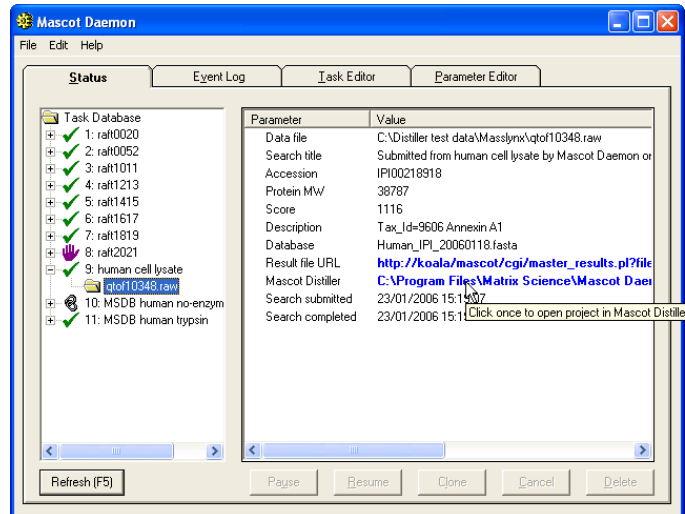 Mascot Daemon
File Edit Help
Status Event Log Task Editor Parameter Editor
Task Database
1: raft0020
2: raft0052
3: raft1011
4: raft1213
5: raft1415
6: raft1617
7: raft1819
8: raft2021
9: human cell lysate
qtof10348.raw
10: MSDB human no-enzym
11: MSDB human trypsin
Parameter Value
Data file C:\Distiller test data\Masslynx\qtof10348.raw
Search title Submitted from human cell lysate by Mascot Daemon or
Accession IPI00218918
Protein MW 38787
Score 1116
Description Tax_Id=9606 Annexin A1
Database Human_IPI_20060118.fasta
Result file URL http://koala/mascot/cgi/master_results.pl?file
Mascot Distiller C:\Program Files\Matrix Science\Mascot Daer
Search submitted 23/01/2006 15:19:07
Search completed 23/01/2006 15:1
Click once to open project in Mascot Distille
Refresh (F5) Pause Resume Clone Cancel Delete